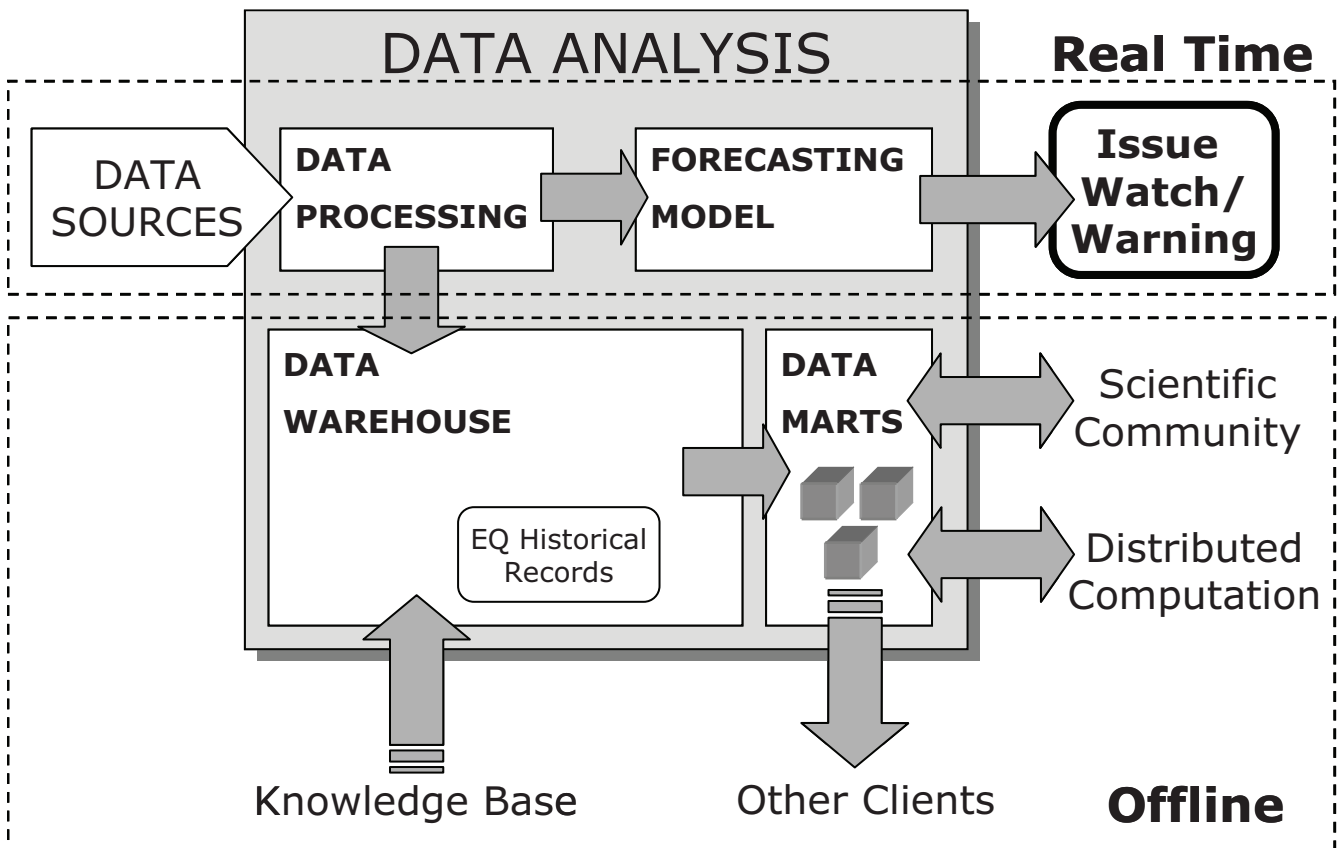 DATA ANALYSIS
Real Time
DATA
SOURCES
DATA
PROCESSING
FORECASTING
MODEL
Issue
Watch/
Warning
DATA
WAREHOUSE
EQ Historical
Records
DATA
MARTS
Scientific
Community
Distributed
Computation
Knowledge Base
Other Clients
Offline